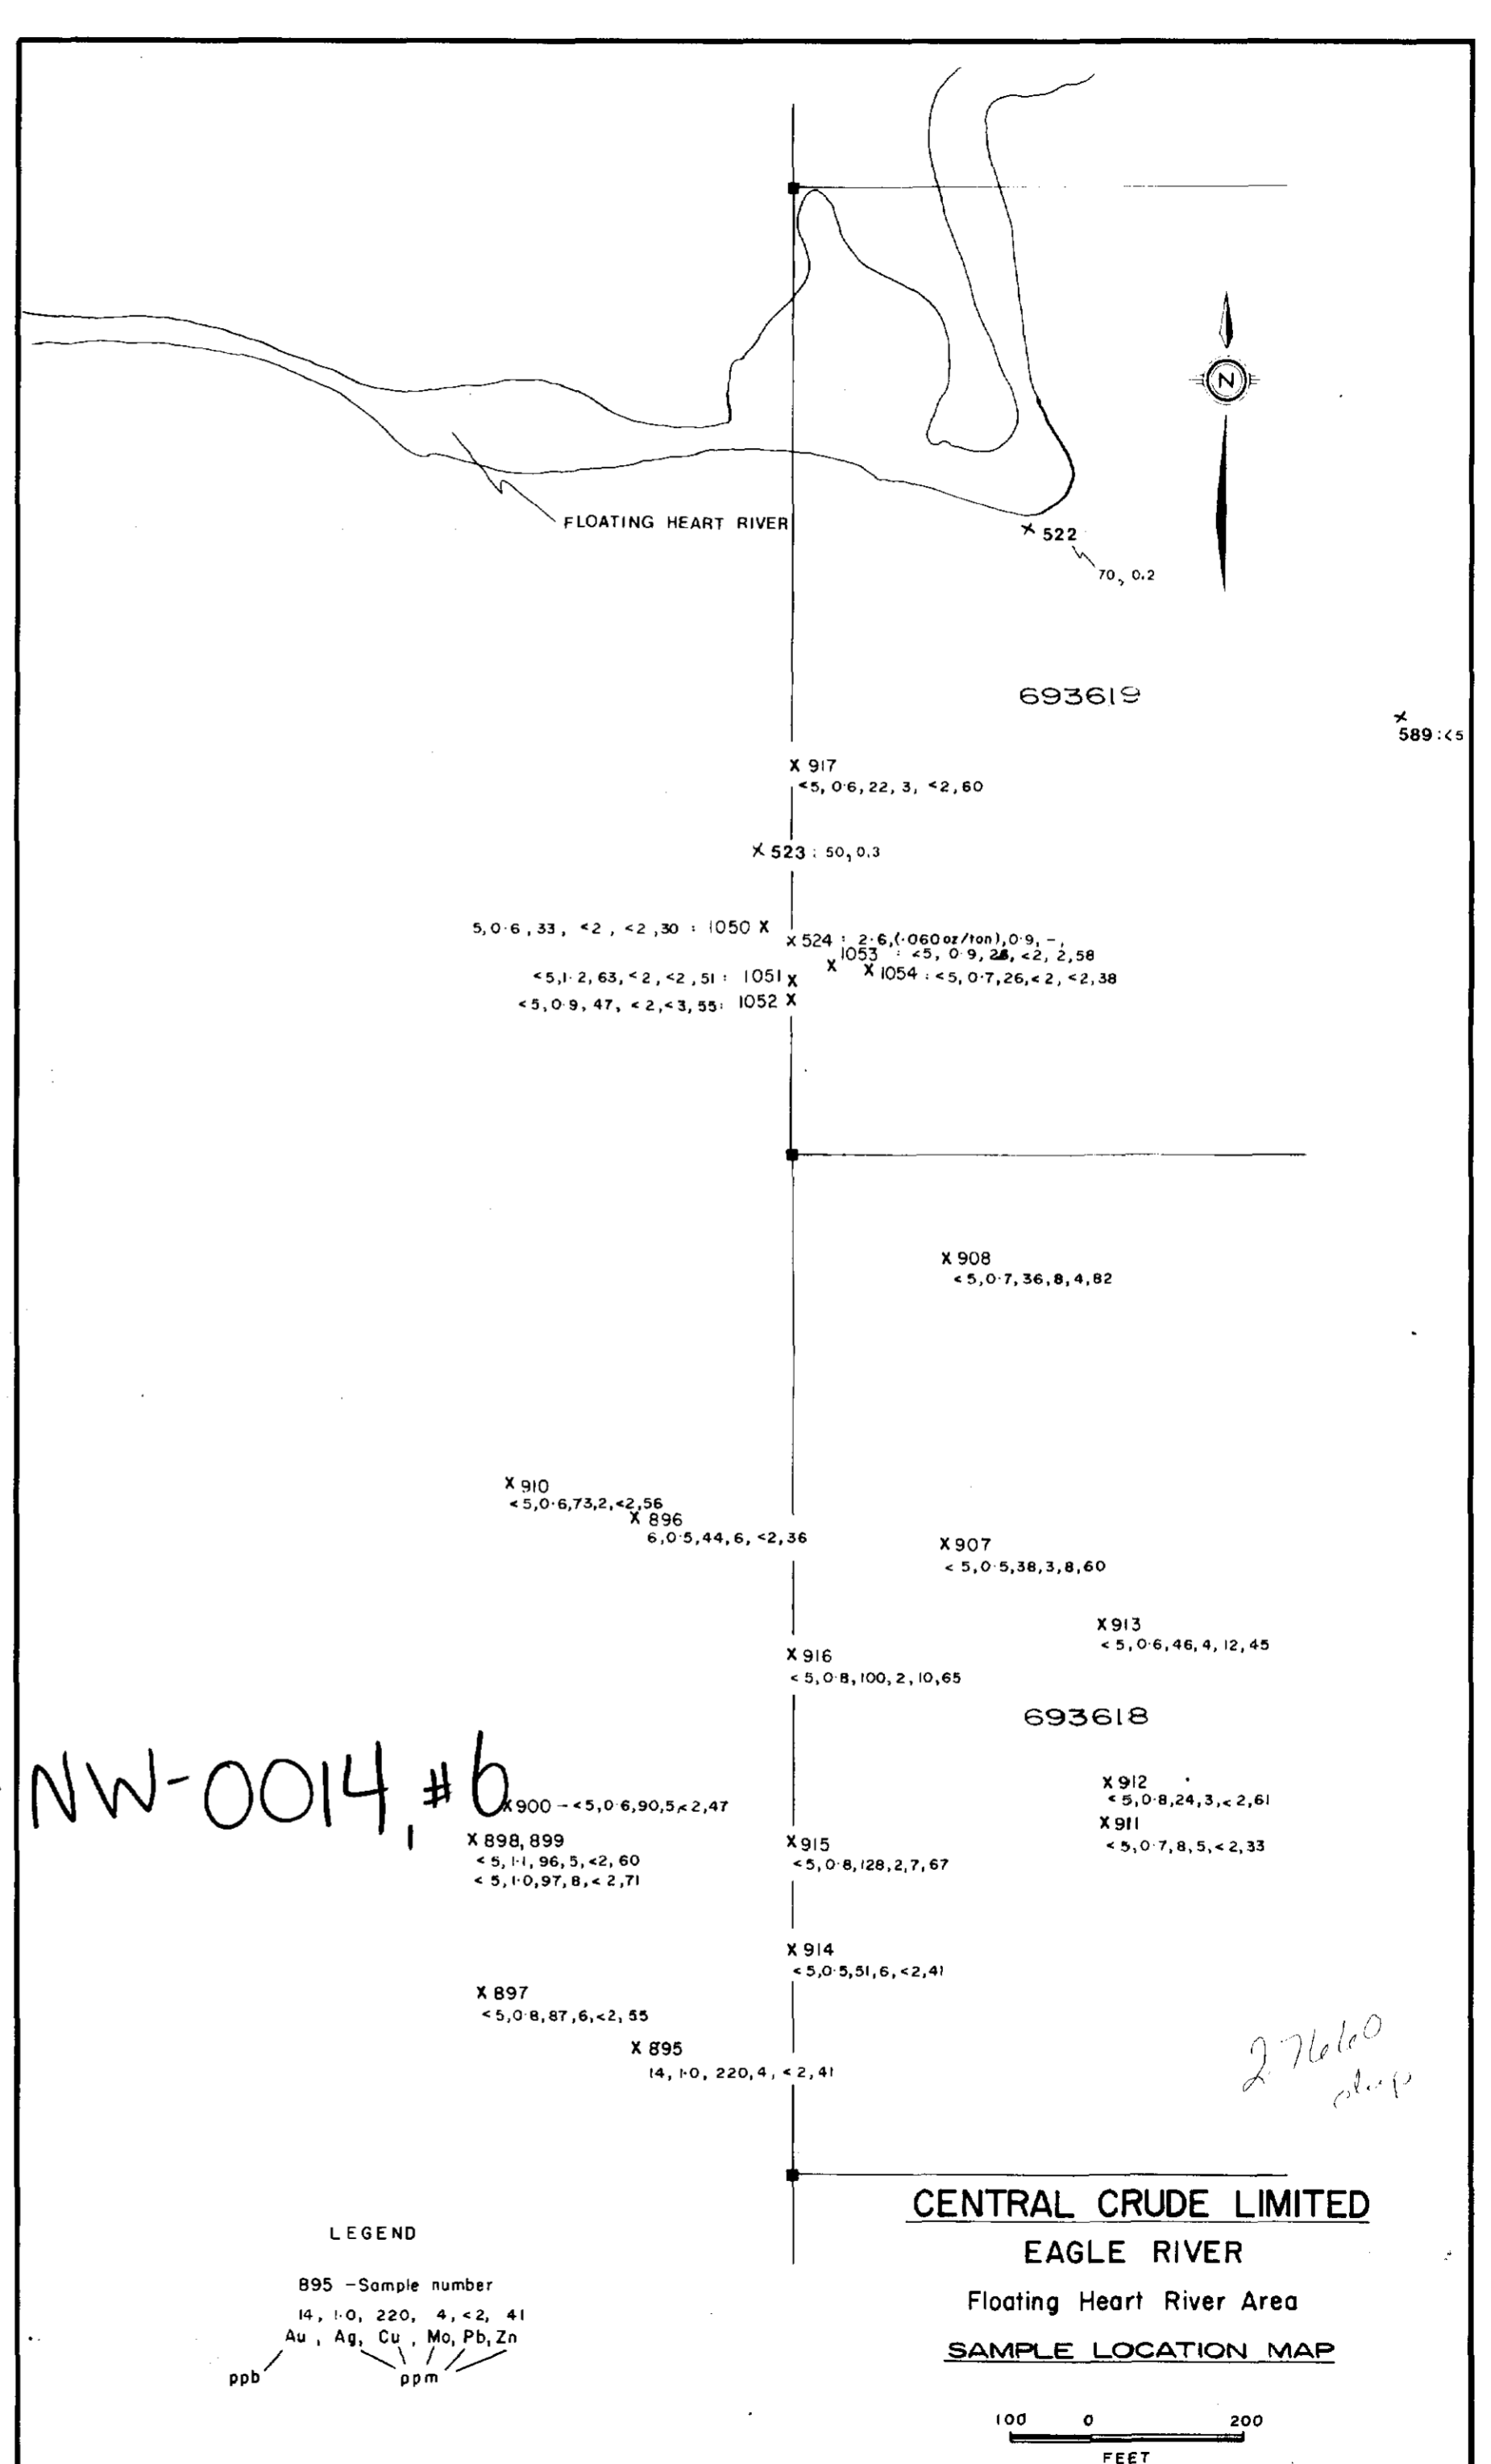 N
FLOATING HEART RIVER
X 522
70, 0.2
693619
X
589:<5
X 917
<5, 0·6, 22, 3, <2, 60
X 523 : 50, 0.3
5, 0·6, 33, <2, <2, 30 : 1050 X
X 524 : 2·6, (·060 oz/ton), 0·9, -,
1053 : <5, 0·9, 28, <2, 2, 58
X
<5, 1·2, 63, <2, <2, 51 : 1051 X
X 1054 : <5, 0·7, 26, <2, <2, 38
<5, 0·9, 47, <2, <3, 55: 1052 X
X 908
<5, 0·7, 36, 8, 4, 82
X 910
<5, 0·6, 73, 2, <2, 56
X 896
6, 0·5, 44, 6, <2, 36
X 907
<5, 0·5, 38, 3, 8, 60
X 913
<5, 0·6, 46, 4, 12, 45
X 916
<5, 0·8, 100, 2, 10, 65
693618
NW-0014, #6
X 900 - <5, 0·6, 90, 5, <2, 47
X 912
<5, 0·8, 24, 3, <2, 61
X 911
<5, 0·7, 8, 5, <2, 33
X 898, 899
<5, 1·1, 96, 5, <2, 60
<5, 1·0, 97, 8, <2, 71
X 915
<5, 0·8, 128, 2, 7, 67
X 914
<5, 0·5, 51, 6, <2, 41
X 897
<5, 0·8, 87, 6, <2, 55
X 895
14, 1·0, 220, 4, <2, 41
27660
CENTRAL CRUDE LIMITED
EAGLE RIVER
Floating Heart River Area
SAMPLE LOCATION MAP
LEGEND
895 - Sample number
14, 1·0, 220, 4, <2, 41
Au, Ag, Cu, Mo, Pb, Zn
ppb ppm
100 0 200
FEET